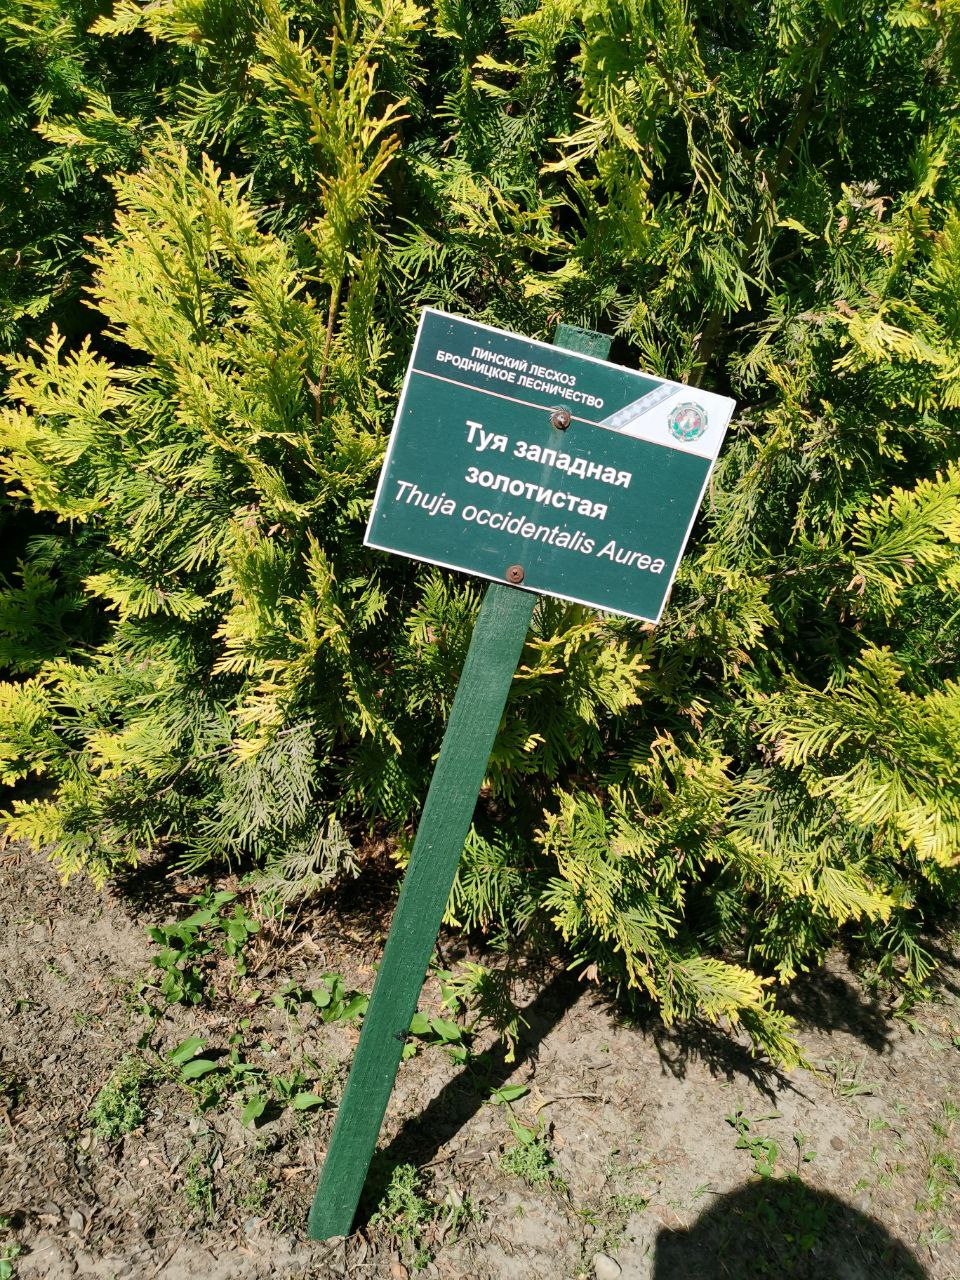 ПИНСКИЙ ЛЕСХОЗ
БРОДНИЦКОЕ ЛЕСНИЧЕСТВО
Туя западная
золотистая
Thuja occidentalis Aurea